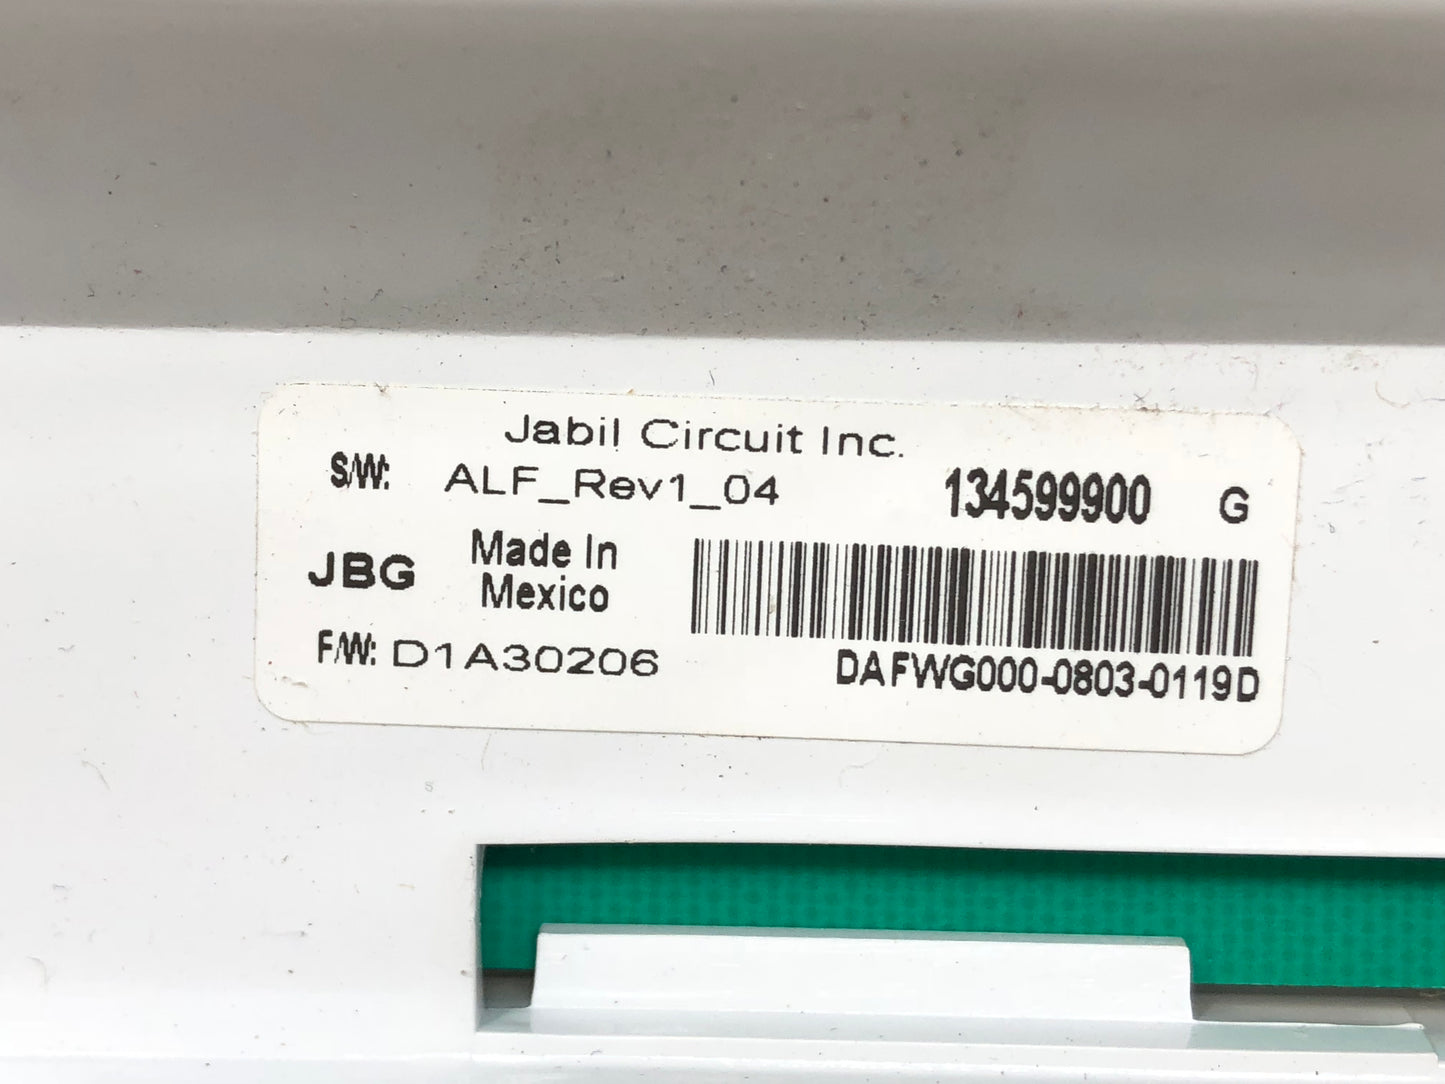 Jabil Circuit Inc.
S/W: ALF_Rev1_04 134599900 G
JBG Made In
Mexico
F/W: D1A30206 DAFWG000-0803-0119D